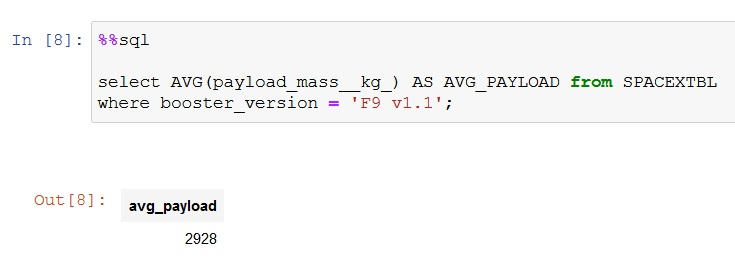 In [8]: %%sql
select AVG(payload_mass__kg_) AS AVG_PAYLOAD from SPACEXTBL
where booster_version = 'F9 v1.1';
Out[8]:
avg_payload
2928